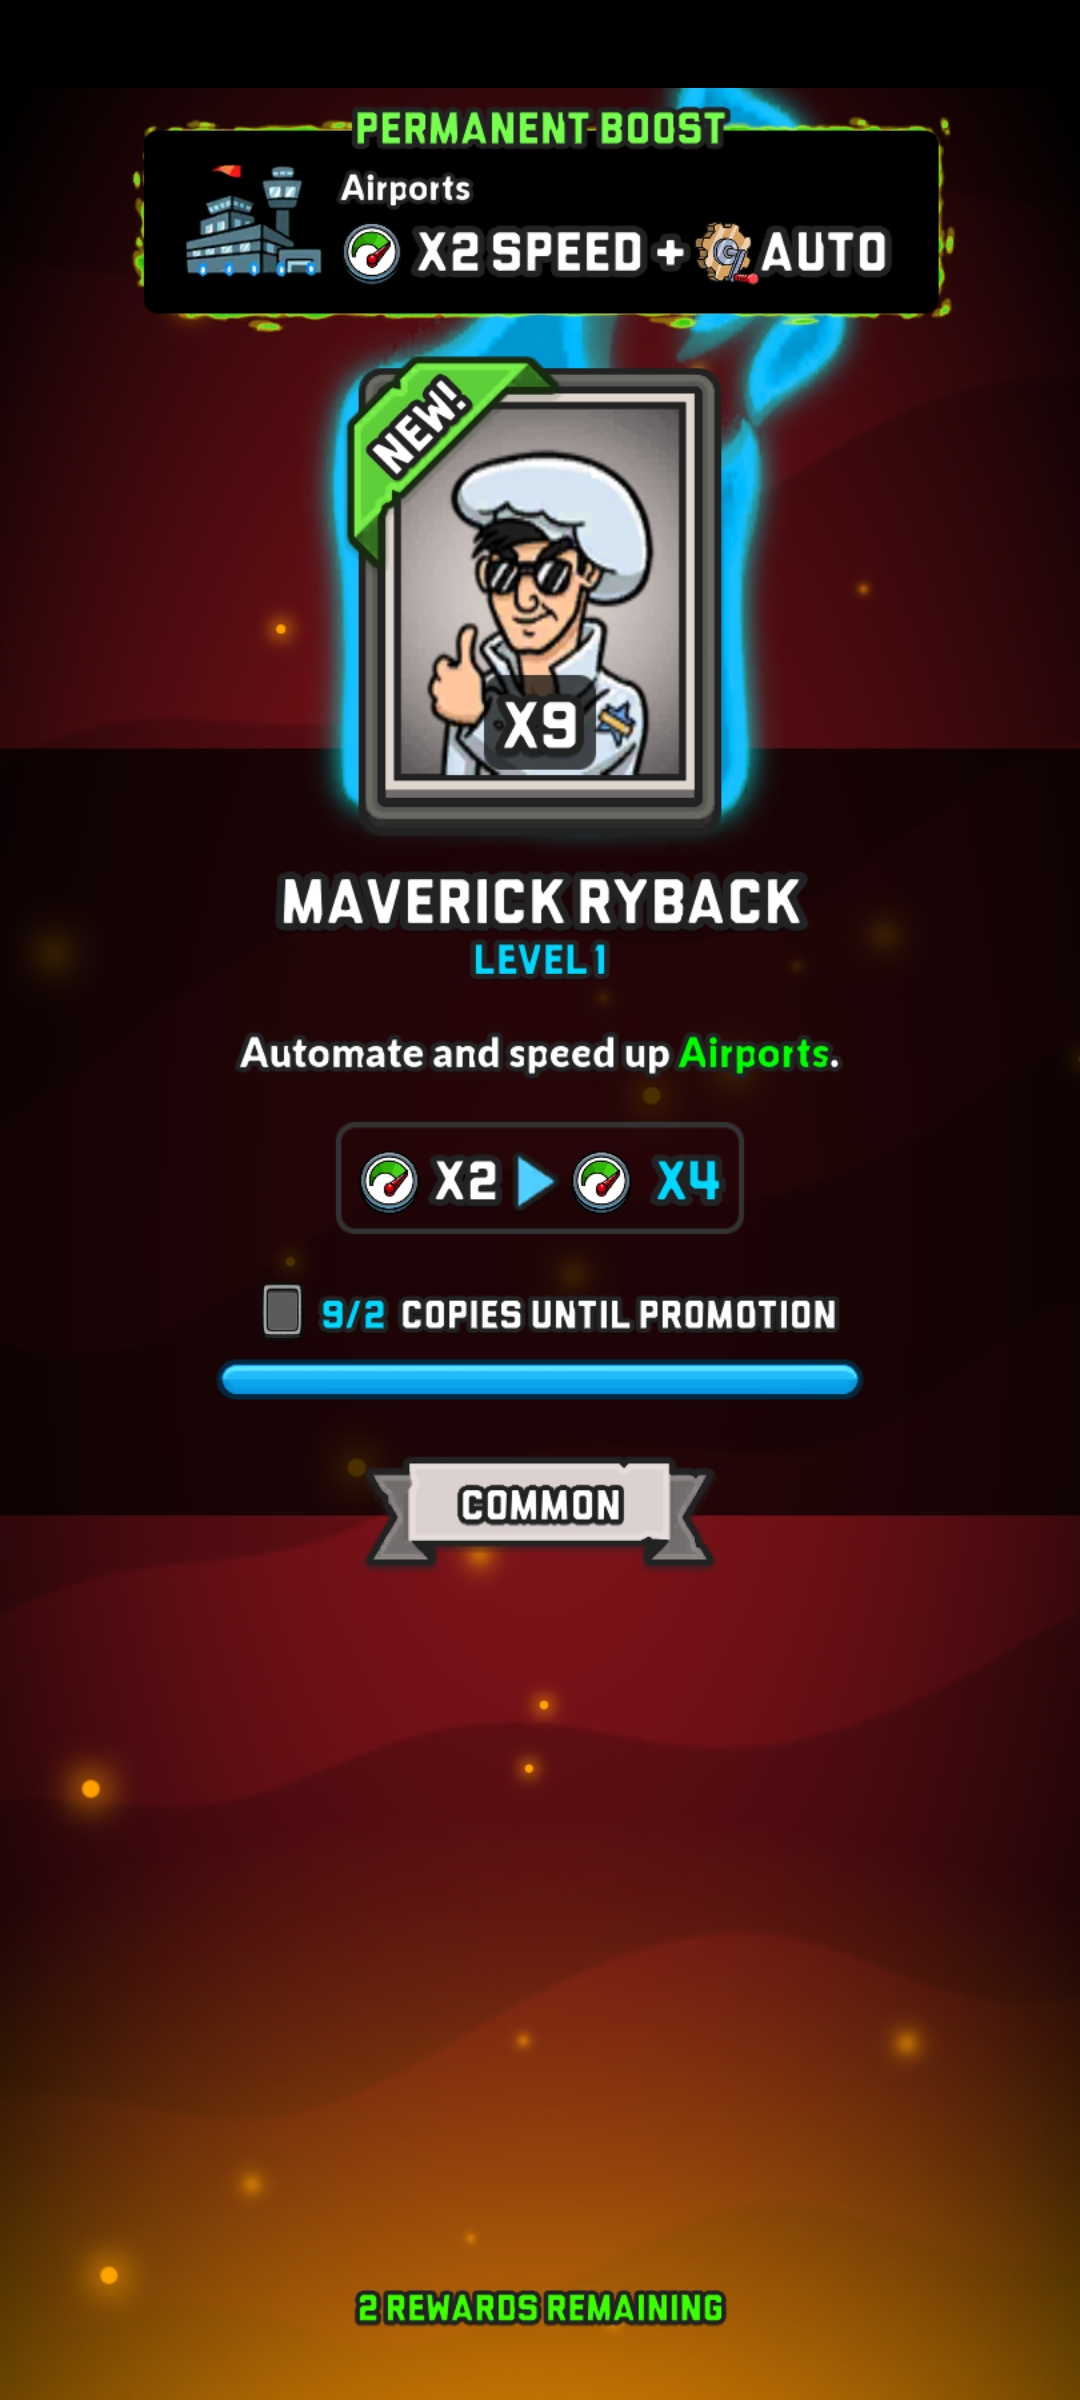 PERMANENT BOOST
Airports
X2 SPEED + AUTO
NEW!
X9
MAVERICK RYBACK
LEVEL 1
Automate and speed up Airports.
X2 X4
9/2 COPIES UNTIL PROMOTION
COMMON
2 REWARDS REMAINING